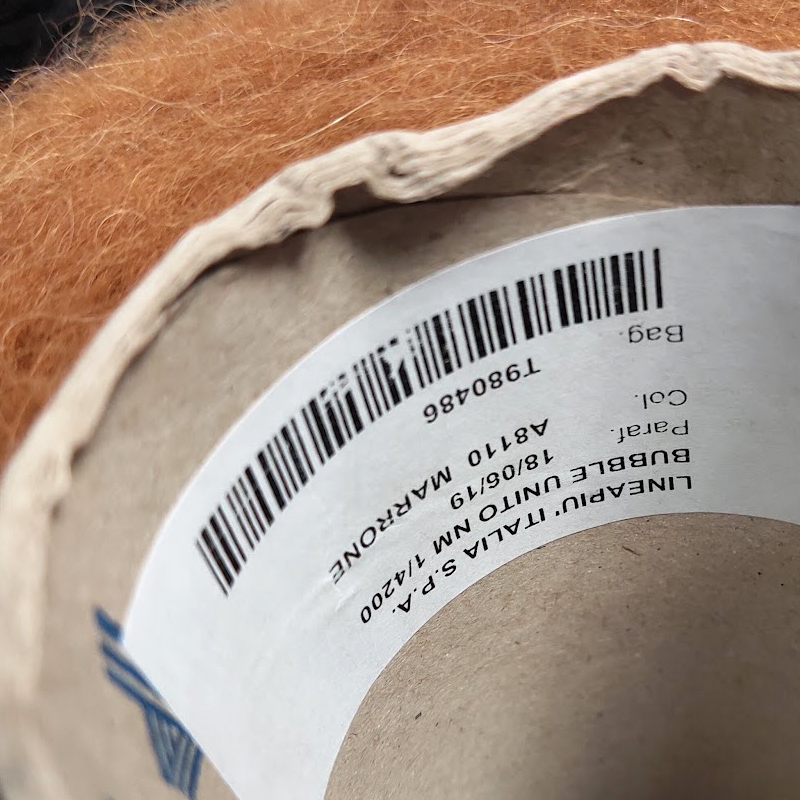 LINEAPIU' ITALIA S.P.A.
BUBBLE UNITO NM 1/4200
Paraf. 18/06/19
Col. A8110 MARRONE
Bag. T980486